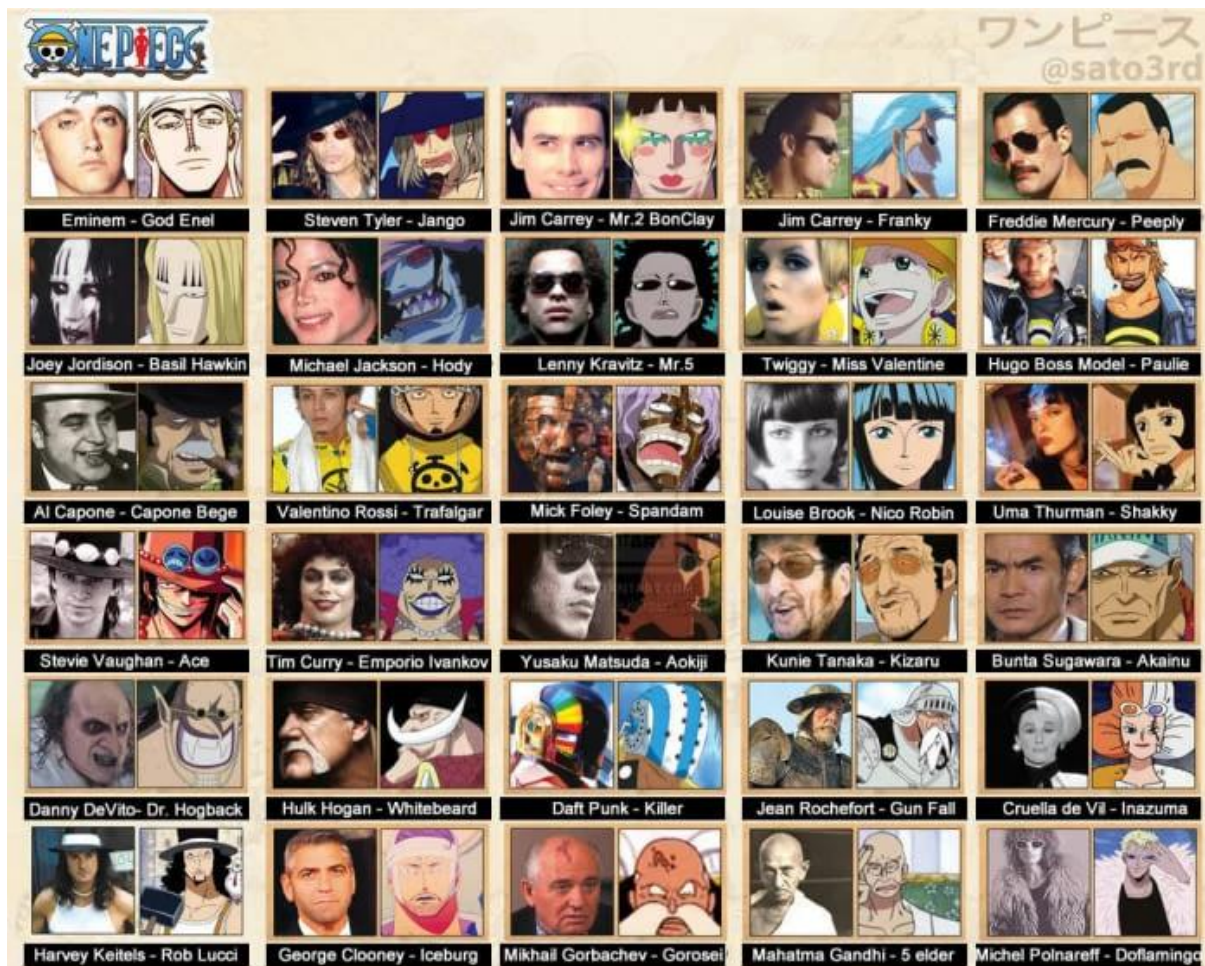 ONE PIECE
ワンピース
@sato3rd
Eminem - God Enel
Steven Tyler - Jango
Jim Carrey - Mr.2 BonClay
Jim Carrey - Franky
Freddie Mercury - Peeply
Joey Jordison - Basil Hawkin
Michael Jackson - Hody
Lenny Kravitz - Mr.5
Twiggy - Miss Valentine
Hugo Boss Model - Paulie
Al Capone - Capone Bege
Valentino Rossi - Trafalgar
Mick Foley - Spandam
Louise Brook - Nico Robin
Uma Thurman - Shakky
Stevie Vaughan - Ace
Tim Curry - Emporio Ivankov
Yusaku Matsuda - Aokiji
Kunie Tanaka - Kizaru
Bunta Sugawara - Akainu
Danny DeVito- Dr. Hogback
Hulk Hogan - Whitebeard
Daft Punk - Killer
Jean Rochefort - Gun Fall
Cruella de Vil - Inazuma
Harvey Keitels - Rob Lucci
George Clooney - Iceburg
Mikhail Gorbachev - Gorosei
Mahatma Gandhi - 5 elder
Michel Polnareff - Doflamingo